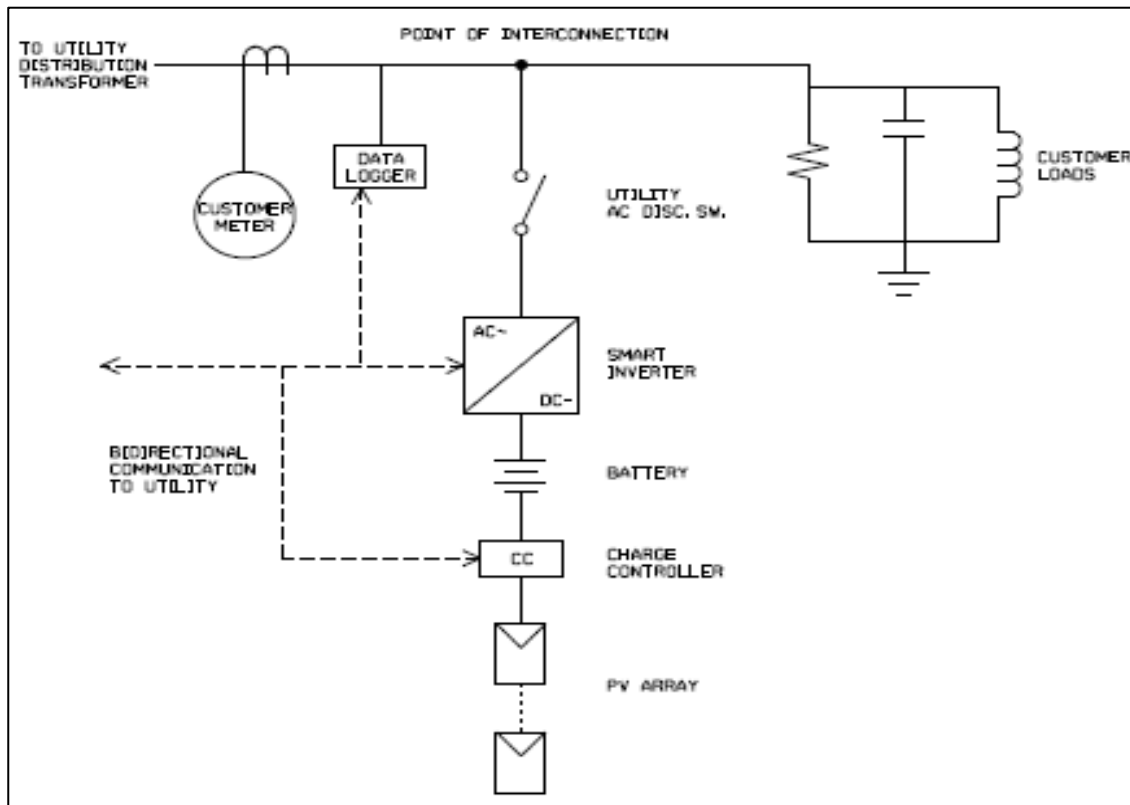 POINT OF INTERCONNECTION
TO UTILITY
DISTRIBUTION
TRANSFORMER
DATA
LOGGER
CUSTOMER
METER
CUSTOMER
LOADS
UTILITY
AC DISC. SW.
AC~
DC-
SMART
INVERTER
BIDIRECTIONAL
COMMUNICATION
TO UTILITY
BATTERY
CC
CHARGE
CONTROLLER
PV ARRAY